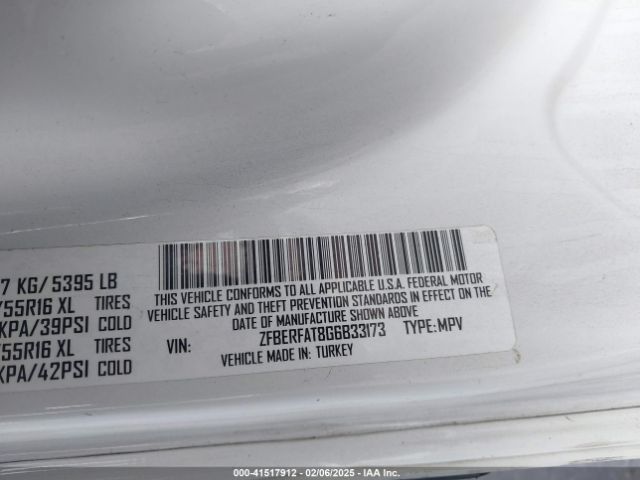 7 KG/ 5395 LB
/55R16 XL TIRES
KPA/39PSI COLD
/55R16 XL TIRES
KPA/42PSI COLD
THIS VEHICLE CONFORMS TO ALL APPLICABLE U.S.A. FEDERAL MOTOR
VEHICLE SAFETY AND THEFT PREVENTION STANDARDS IN EFFECT ON THE
DATE OF MANUFACTURE SHOWN ABOVE
VIN: ZFBERFAT8G6B33173 TYPE: MPV
VEHICLE MADE IN: TURKEY
000-41517912 - 02/06/2025 - IAA Inc.